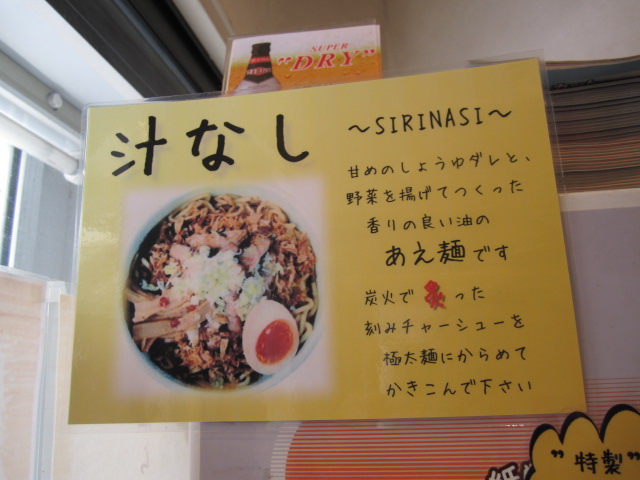 SUPER
"DRY"
汁なし
～SIRINASI～
甘めのしょうゆダレと、
野菜を揚げてつくった
香りの良い油の
あえ麺です
炭火で炙った
刻みチャーシューを
極太麺にからめて
かきこんで下さい
"特製"